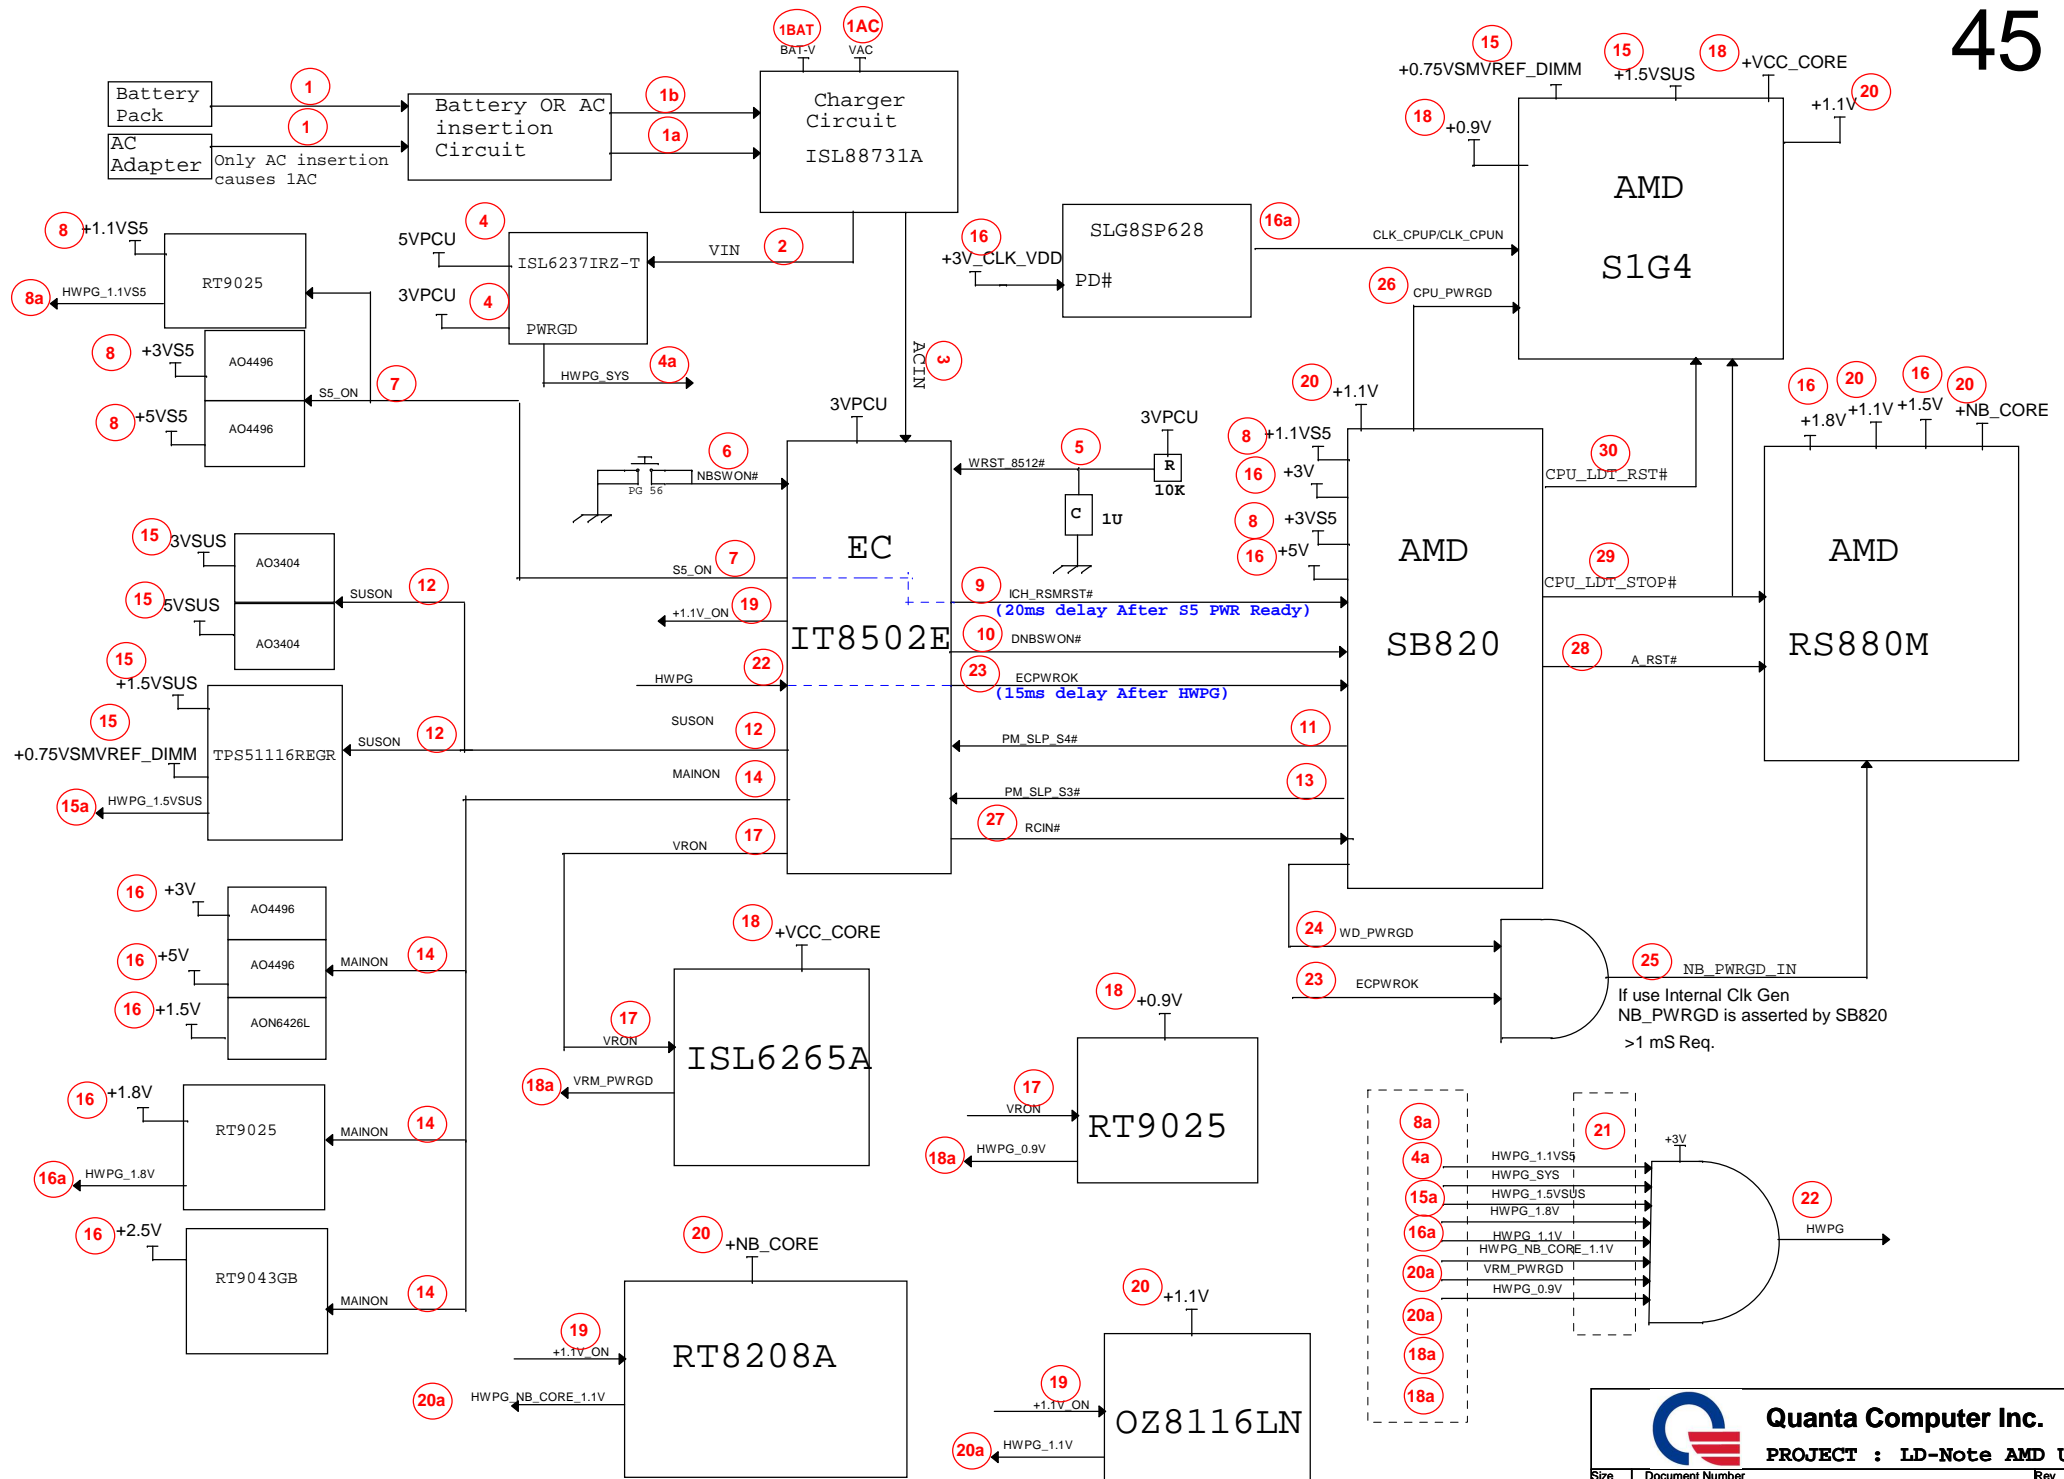 45
1BAT
BAT-V
1AC
VAC
Battery
Pack
1
AC
Adapter
1
Only AC insertion
causes 1AC
Battery OR AC
insertion
Circuit
1b
1a
Charger
Circuit
ISL88731A
15
+0.75VSMVREF_DIMM
15
+1.5VSUS
18
+VCC_CORE
20
+1.1V
18
+0.9V
AMD
S1G4
8
+1.1VS5
RT9025
8a
HWPG_1.1VS5
8
+3VS5
AO4496
8
+5VS5
AO4496
S5_ON
7
4
5VPCU
ISL6237IRZ-T
3VPCU
4
PWRGD
HWPG_SYS
4a
VIN
2
ACIN
3
16
+3V_CLK_VDD
SLG8SP628
PD#
16a
CLK_CPUP/CLK_CPUN
26
CPU_PWRGD
3VPCU
6
NBSWON#
PG 56
WRST_8512#
5
3VPCU
R
10K
C
1U
EC
IT8502E
S5_ON
7
+1.1V_ON
19
22
HWPG
SUSON
12
MAINON
14
VRON
17
9
ICH_RSMRST#
(20ms delay After S5 PWR Ready)
10
DNBSWON#
23
ECPWROK
(15ms delay After HWPG)
PM_SLP_S4#
11
PM_SLP_S3#
13
27
RCIN#
20
+1.1V
8
+1.1VS5
16
+3V
8
+3VS5
16
+5V
AMD
SB820
30
CPU_LDT_RST#
29
CPU_LDT_STOP#
28
A_RST#
16
+1.8V
20
+1.1V
16
+1.5V
20
+NB_CORE
AMD
RS880M
15
3VSUS
AO3404
15
5VSUS
AO3404
SUSON
12
15
+1.5VSUS
15
+0.75VSMVREF_DIMM
TPS51116REGR
SUSON
12
15a
HWPG_1.5VSUS
16
+3V
AO4496
16
+5V
AO4496
MAINON
14
16
+1.5V
AON6426L
16
+1.8V
RT9025
MAINON
14
16a
HWPG_1.8V
16
+2.5V
RT9043GB
MAINON
14
18
+VCC_CORE
17
VRON
ISL6265A
18a
VRM_PWRGD
18
+0.9V
17
VRON
RT9025
18a
HWPG_0.9V
20
+NB_CORE
19
+1.1V_ON
RT8208A
20a
HWPG_NB_CORE_1.1V
20
+1.1V
19
+1.1V_ON
OZ8116LN
20a
HWPG_1.1V
24
WD_PWRGD
23
ECPWROK
25
NB_PWRGD_IN
If use Internal Clk Gen
NB_PWRGD is asserted by SB820
>1 mS Req.
8a
4a
15a
16a
20a
20a
18a
18a
21
HWPG_1.1VS5
HWPG_SYS
HWPG_1.5VSUS
HWPG_1.8V
HWPG_1.1V
HWPG_NB_CORE_1.1V
VRM_PWRGD
HWPG_0.9V
+3V
22
HWPG
Quanta Computer Inc.
PROJECT : LD-Note AMD U
Size
Document Number
Rev